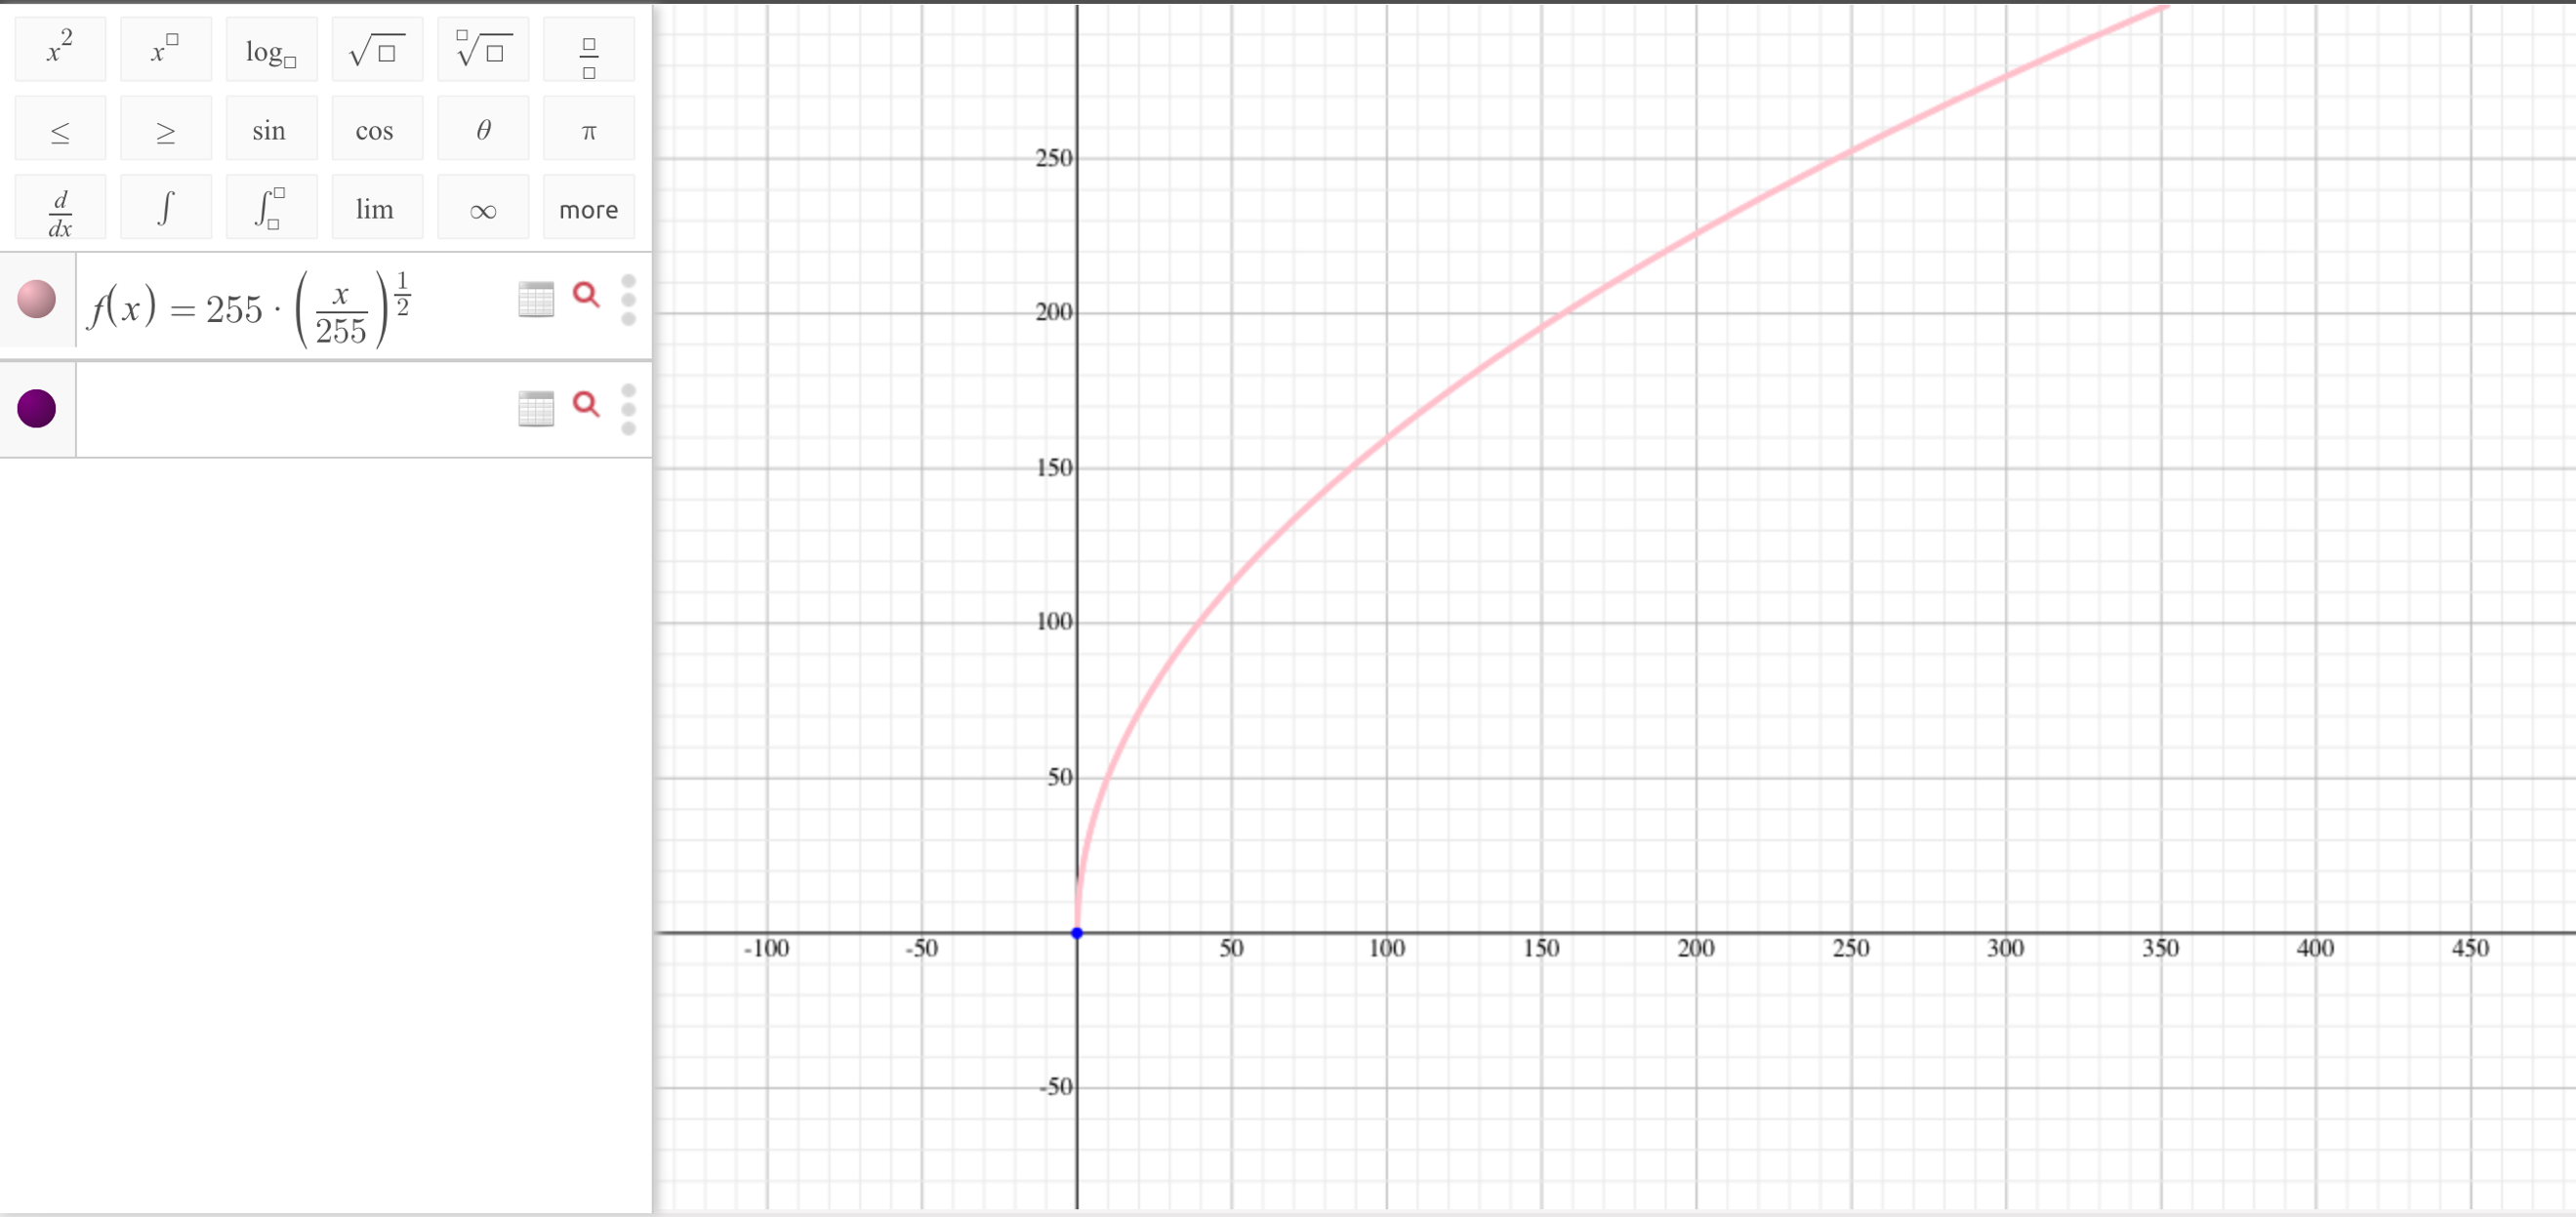 x²
x□
log□
√□
□√□
□/□
≤
≥
sin
cos
θ
π
d/dx
∫
∫□□
lim
∞
more
f(x) = 255 · (x/255)^(1/2)
250
200
150
100
50
-100 -50 50 100 150 200 250 300 350 400 450
-50